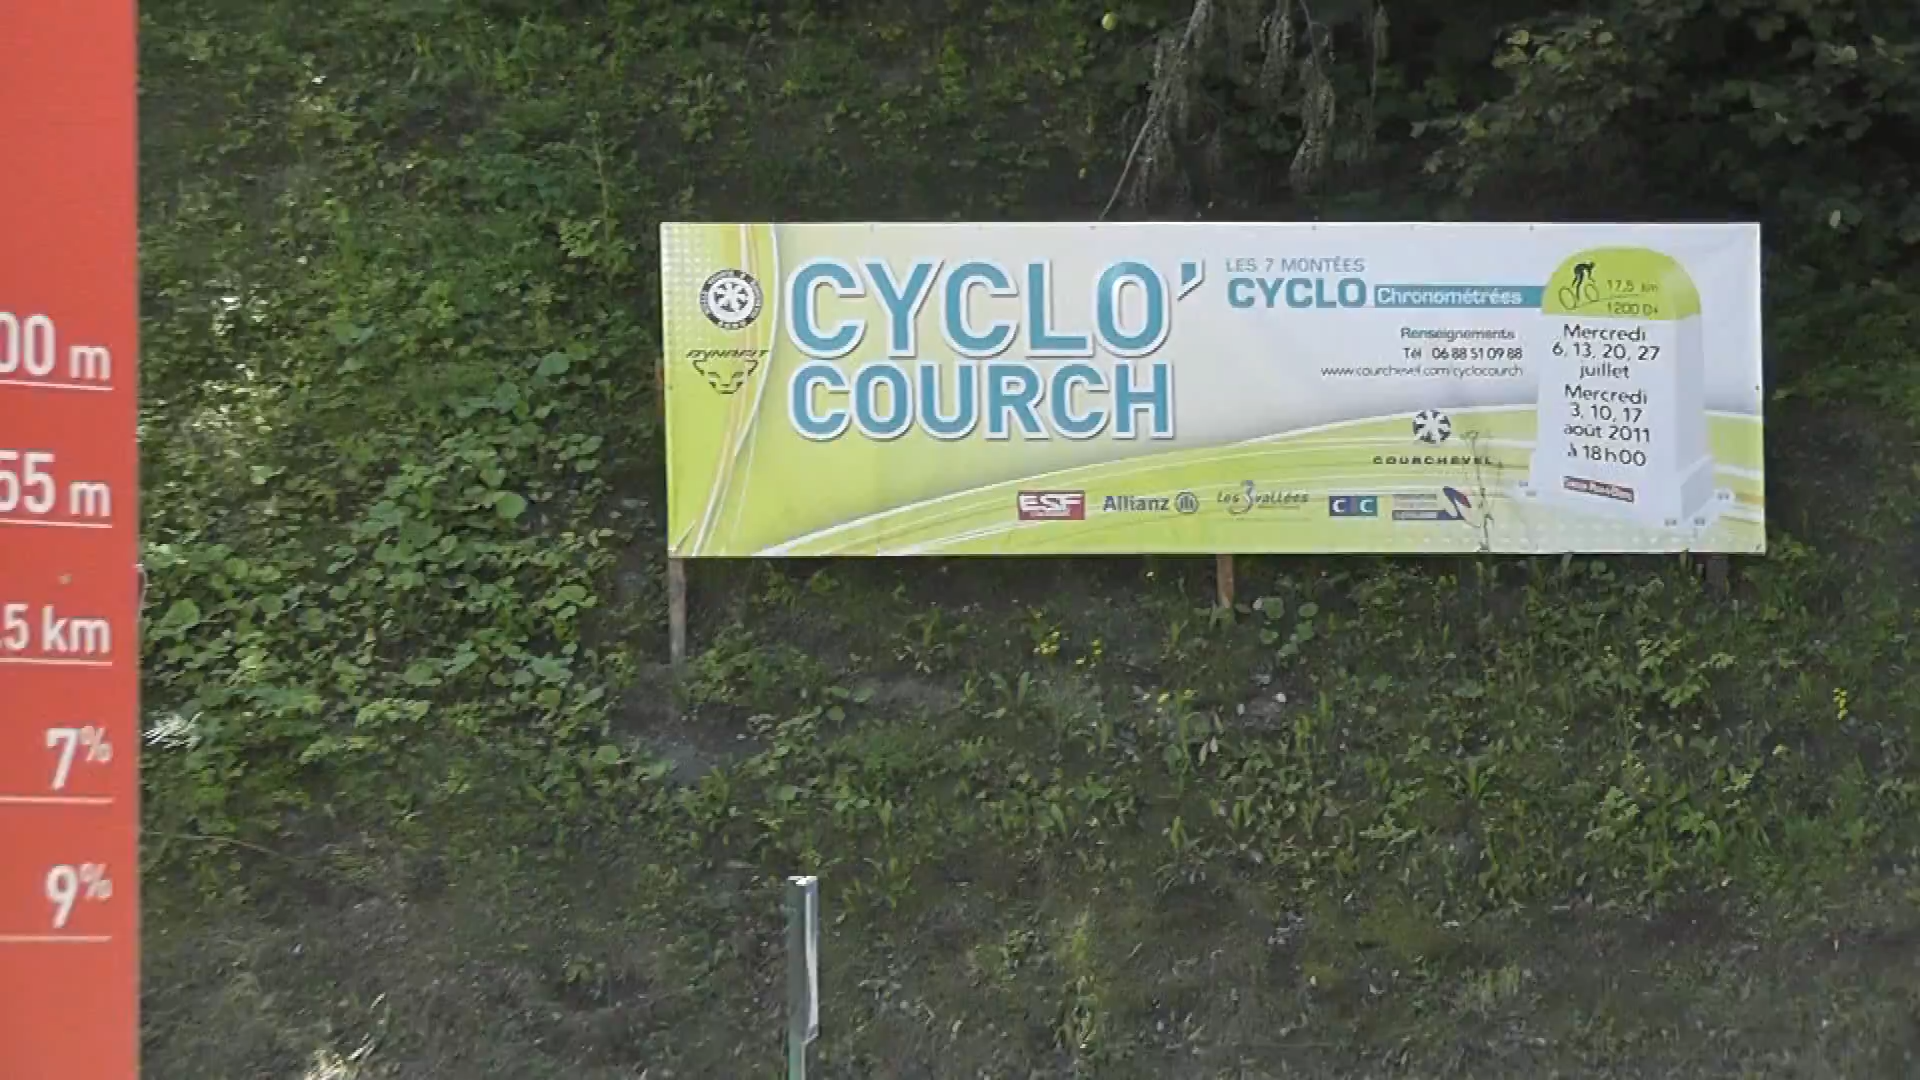 00 m
55 m
.5 km
7%
9%
DYNAFIT
CYCLO'
COURCH
LES 7 MONTÉES
CYCLO Chronométrées
Renseignements
Tél : 06 88 51 09 88
www.courchevel.com/cyclocourch
COURCHEVEL
ESF
Allianz
Les 3 vallées
CIC
17,5 km
1200 D+
Mercredi
6, 13, 20, 27
juillet
Mercredi
3, 10, 17
août 2011
à 18h00